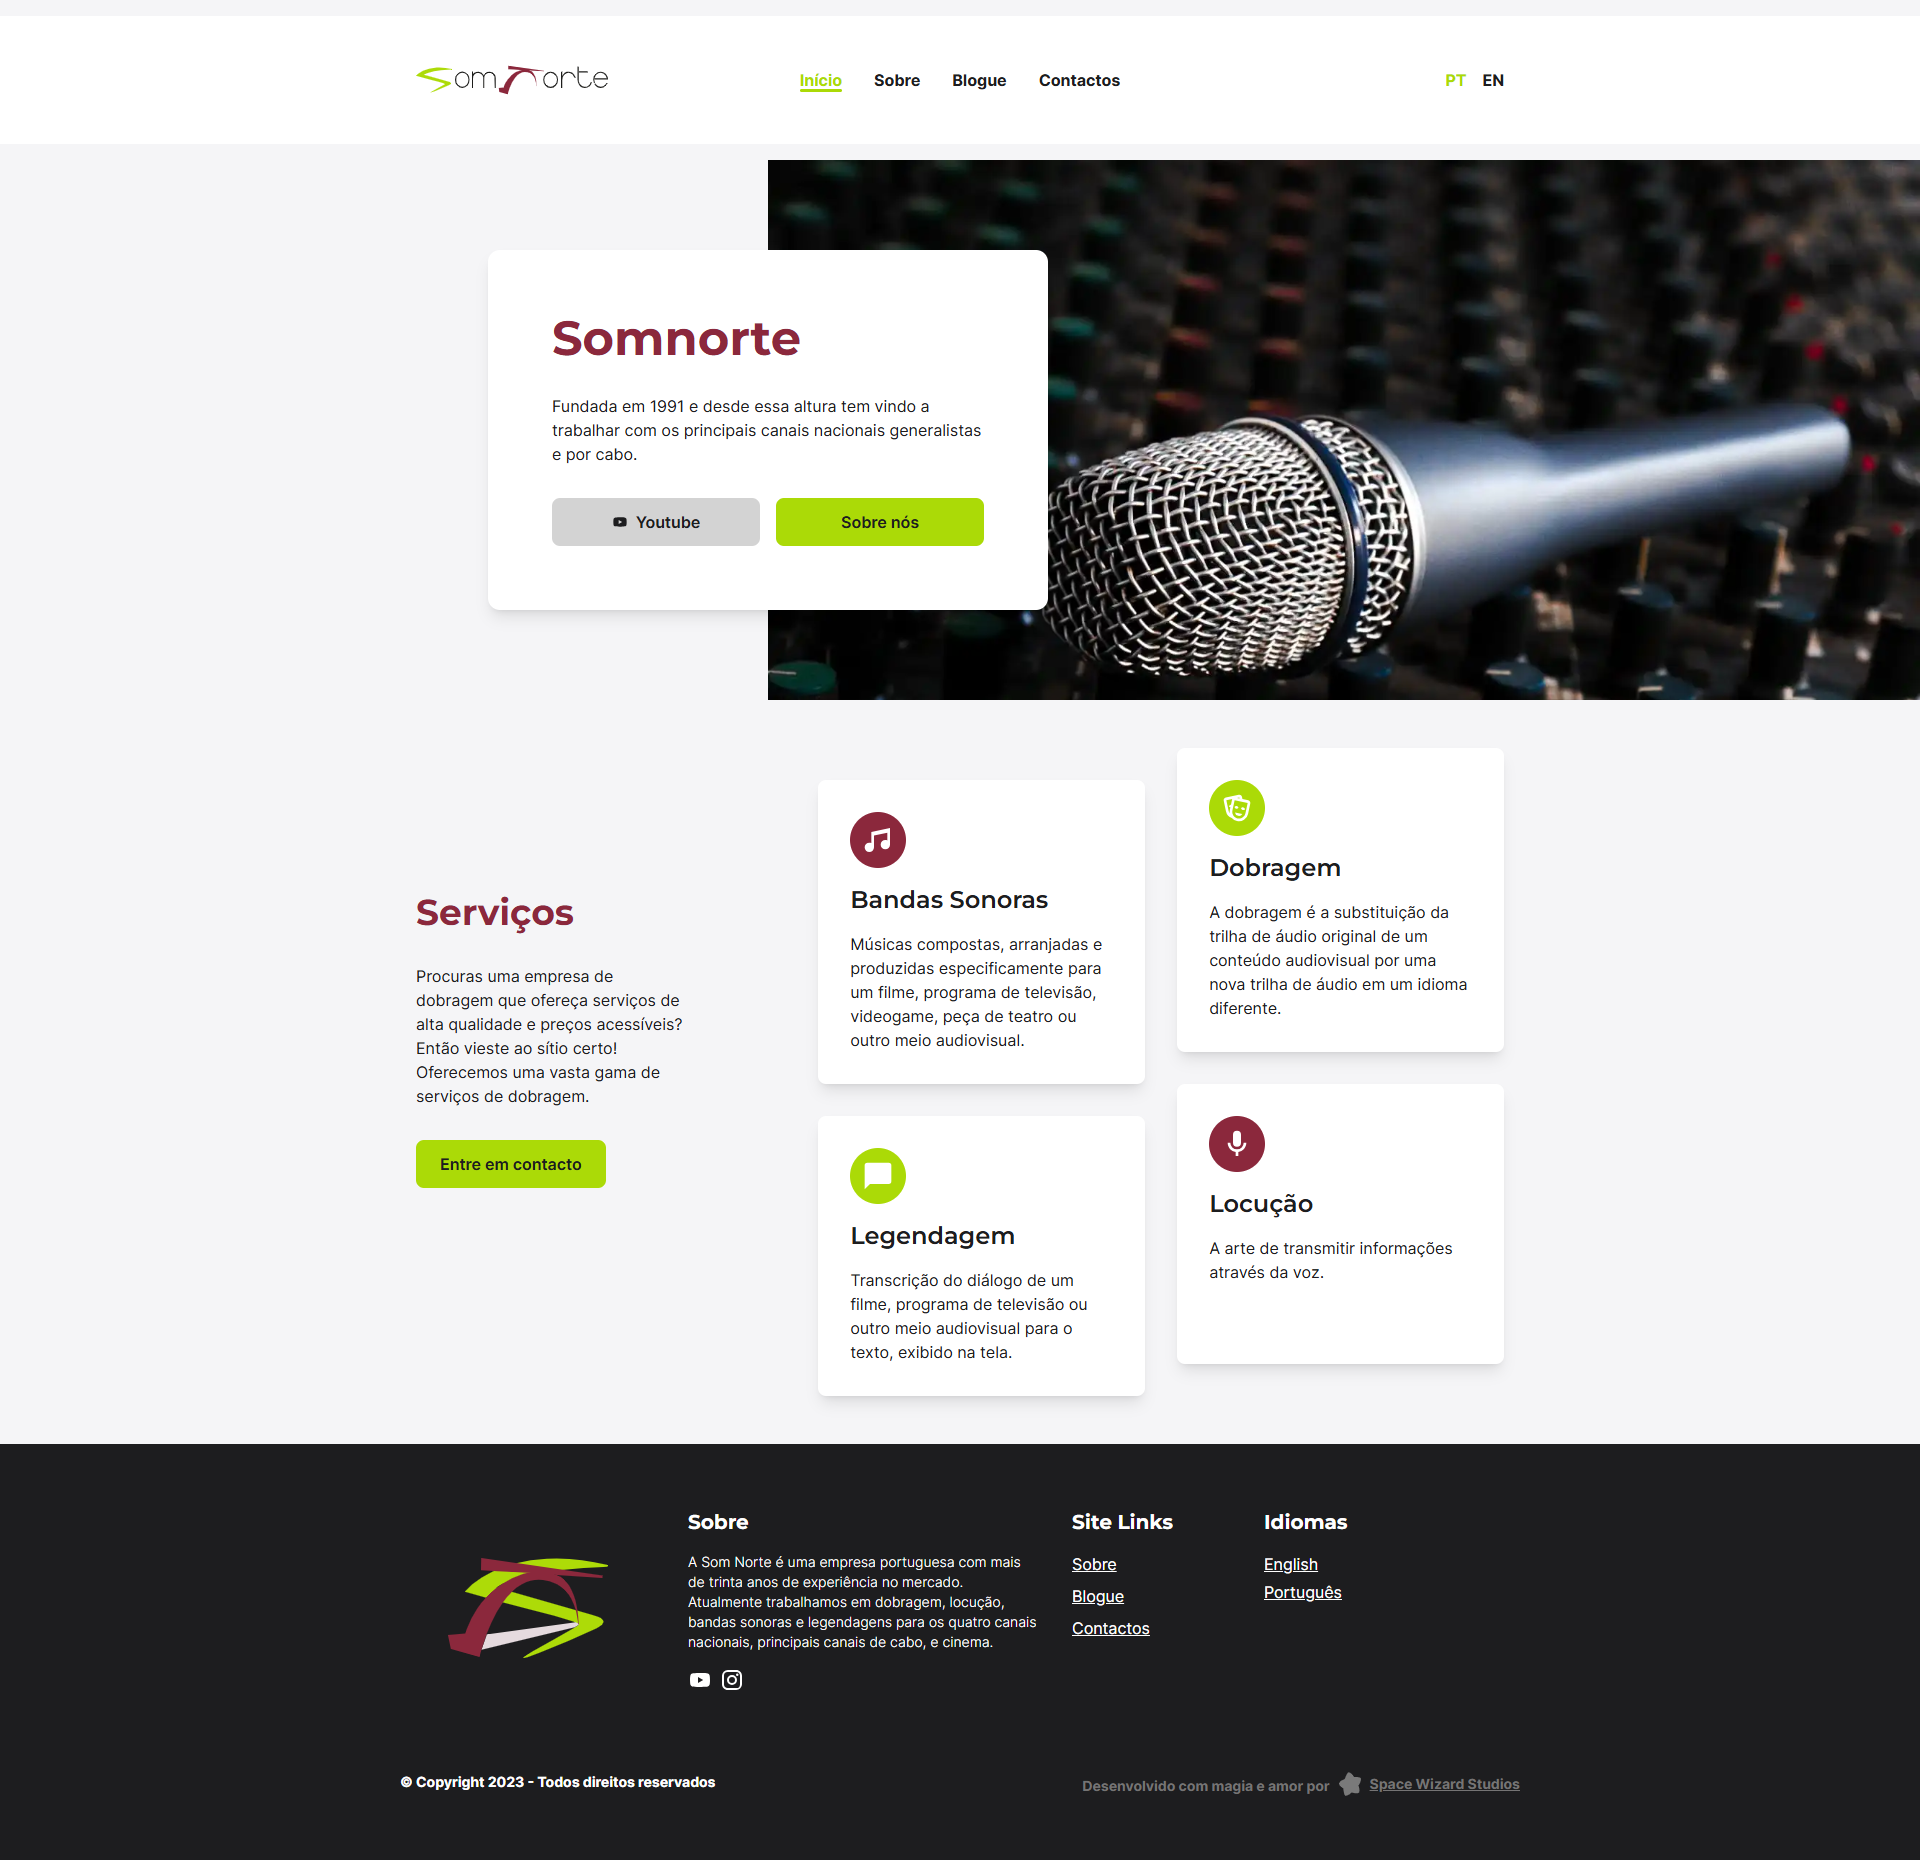 Som Norte
Início Sobre Blogue Contactos
PT EN
Somnorte
Fundada em 1991 e desde essa altura tem vindo a
trabalhar com os principais canais nacionais generalistas
e por cabo.
Youtube
Sobre nós
Serviços
Procuras uma empresa de
dobragem que ofereça serviços de
alta qualidade e preços acessíveis?
Então vieste ao sítio certo!
Oferecemos uma vasta gama de
serviços de dobragem.
Entre em contacto
Bandas Sonoras
Músicas compostas, arranjadas e
produzidas especificamente para
um filme, programa de televisão,
videogame, peça de teatro ou
outro meio audiovisual.
Dobragem
A dobragem é a substituição da
trilha de áudio original de um
conteúdo audiovisual por uma
nova trilha de áudio em um idioma
diferente.
Legendagem
Transcrição do diálogo de um
filme, programa de televisão ou
outro meio audiovisual para o
texto, exibido na tela.
Locução
A arte de transmitir informações
através da voz.
Sobre
A Som Norte é uma empresa portuguesa com mais
de trinta anos de experiência no mercado.
Atualmente trabalhamos em dobragem, locução,
bandas sonoras e legendagens para os quatro canais
nacionais, principais canais de cabo, e cinema.
Site Links
Sobre
Blogue
Contactos
Idiomas
English
Português
© Copyright 2023 - Todos direitos reservados
Desenvolvido com magia e amor por Space Wizard Studios